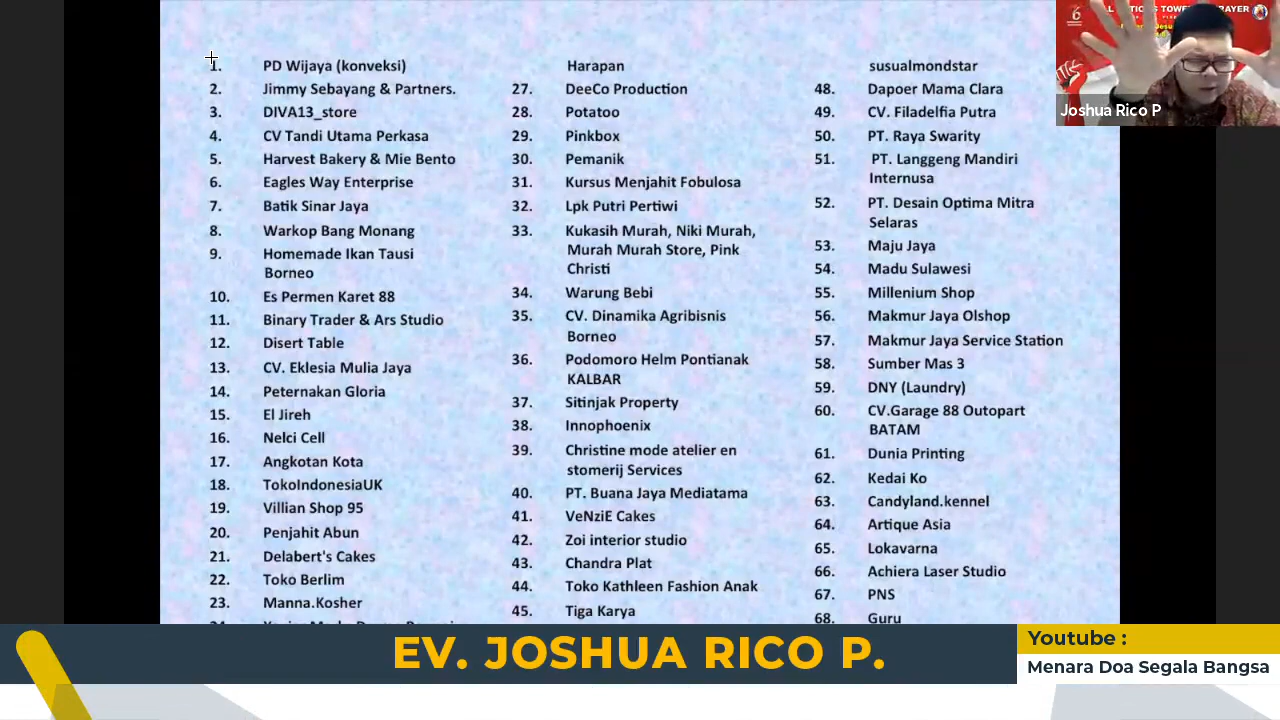 1. PD Wijaya (konveksi)
2. Jimmy Sebayang & Partners.
3. DIVA13_store
4. CV Tandi Utama Perkasa
5. Harvest Bakery & Mie Bento
6. Eagles Way Enterprise
7. Batik Sinar Jaya
8. Warkop Bang Monang
9. Homemade Ikan Tausi
Borneo
10. Es Permen Karet 88
11. Binary Trader & Ars Studio
12. Disert Table
13. CV. Eklesia Mulia Jaya
14. Peternakan Gloria
15. El Jireh
16. Nelci Cell
17. Angkotan Kota
18. TokoIndonesiaUK
19. Villian Shop 95
20. Penjahit Abun
21. Delabert's Cakes
22. Toko Berlim
23. Manna.Kosher
Harapan
27. DeeCo Production
28. Potatoo
29. Pinkbox
30. Pemanik
31. Kursus Menjahit Fobulosa
32. Lpk Putri Pertiwi
33. Kukasih Murah, Niki Murah,
Murah Murah Store, Pink
Christi
34. Warung Bebi
35. CV. Dinamika Agribisnis
Borneo
36. Podomoro Helm Pontianak
KALBAR
37. Sitinjak Property
38. Innophoenix
39. Christine mode atelier en
stomerij Services
40. PT. Buana Jaya Mediatama
41. VeNziE Cakes
42. Zoi interior studio
43. Chandra Plat
44. Toko Kathleen Fashion Anak
45. Tiga Karya
susualmondstar
48. Dapoer Mama Clara
49. CV. Filadelfia Putra
50. PT. Raya Swarity
51. PT. Langgeng Mandiri
Internusa
52. PT. Desain Optima Mitra
Selaras
53. Maju Jaya
54. Madu Sulawesi
55. Millenium Shop
56. Makmur Jaya Olshop
57. Makmur Jaya Service Station
58. Sumber Mas 3
59. DNY (Laundry)
60. CV.Garage 88 Outopart
BATAM
61. Dunia Printing
62. Kedai Ko
63. Candyland.kennel
64. Artique Asia
65. Lokavarna
66. Achiera Laser Studio
67. PNS
68. Guru
Joshua Rico P
EV. JOSHUA RICO P.
Youtube :
Menara Doa Segala Bangsa